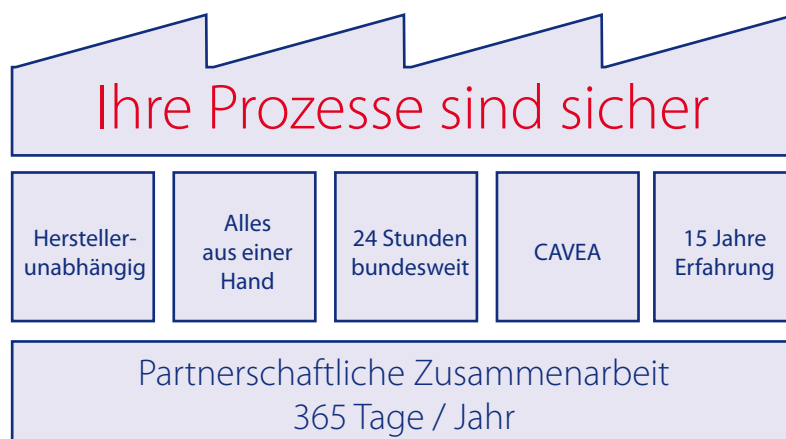 Ihre Prozesse sind sicher
Hersteller-
unabhängig
Alles
aus einer
Hand
24 Stunden
bundesweit
CAVEA
15 Jahre
Erfahrung
Partnerschaftliche Zusammenarbeit
365 Tage / Jahr